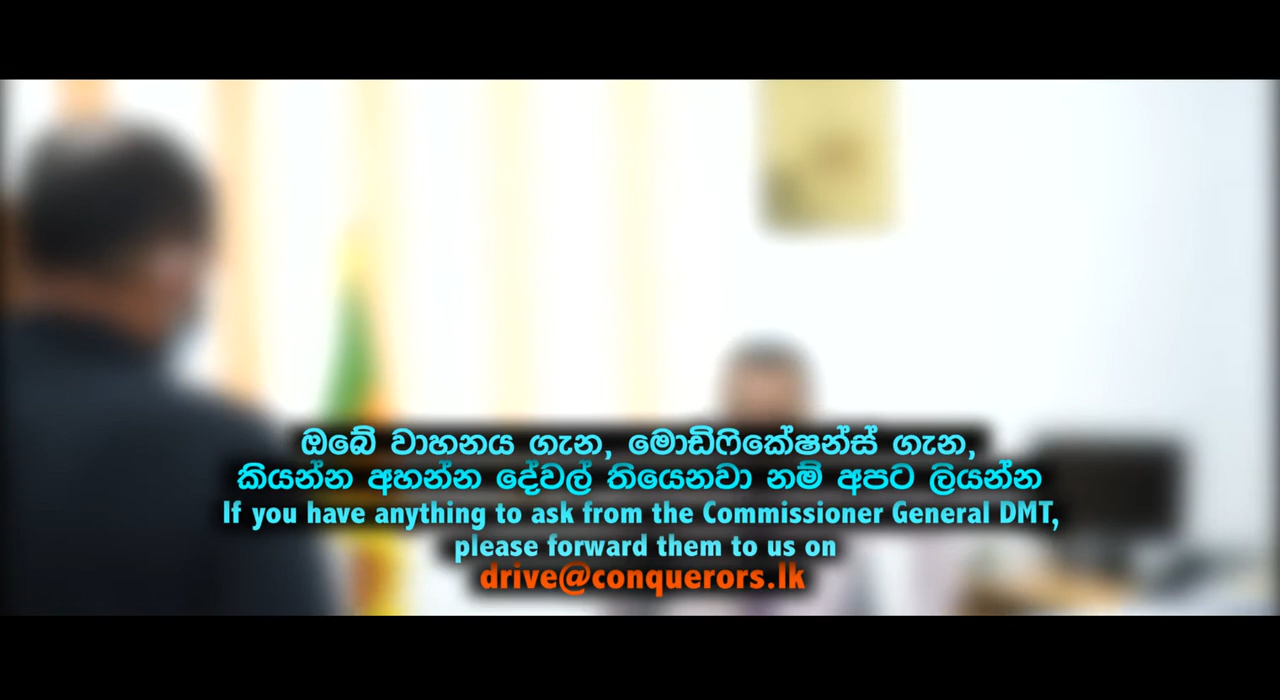 ඔබේ වාහනය ගැන, මොඩිෆිකේෂන්ස් ගැන,
කියන්න අහන්න දේවල් තියෙනවා නම් අපට ලියන්න
If you have anything to ask from the Commissioner General DMT,
please forward them to us on
drive@conquerors.lk